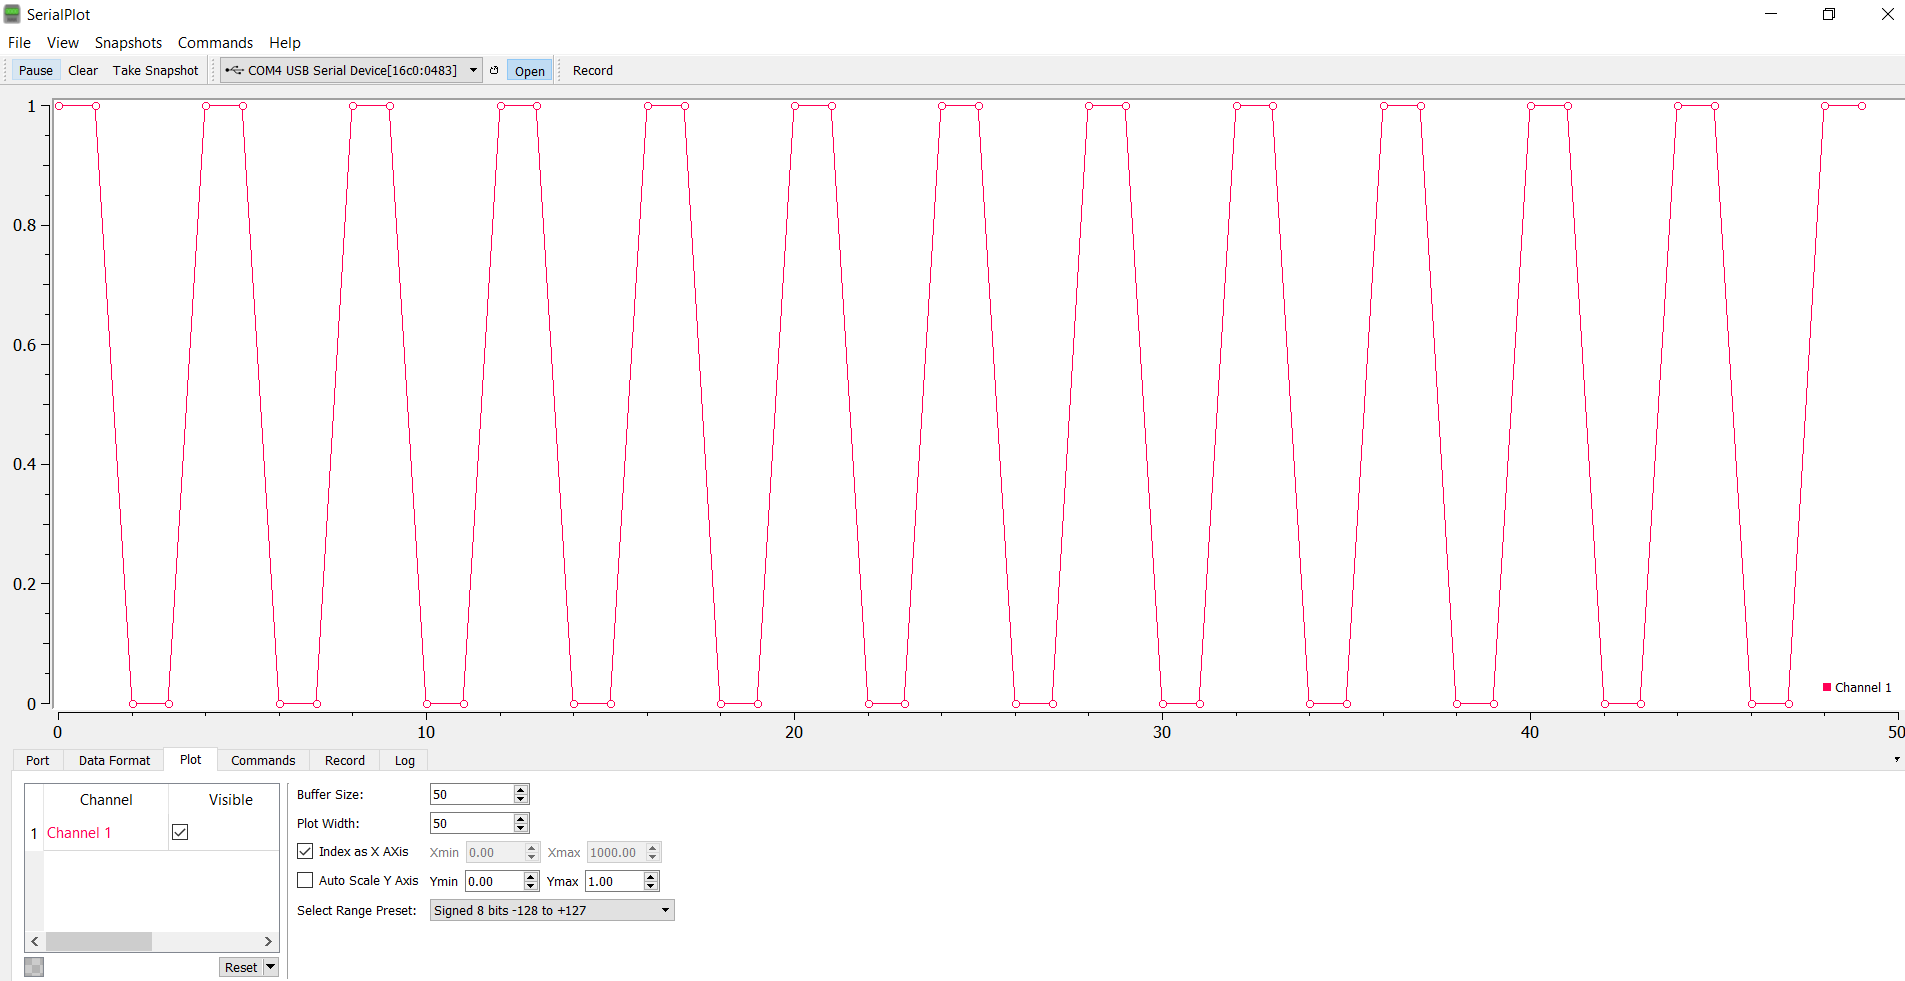 SerialPlot
File View Snapshots Commands Help
Pause Clear Take Snapshot COM4 USB Serial Device[16c0:0483] Open Record
1
0.8
0.6
0.4
0.2
0
Channel 1
0 10 20 30 40 50
Port Data Format Plot Commands Record Log
Channel Visible
1 Channel 1
Reset
Buffer Size: 50
Plot Width: 50
Index as X AXis Xmin 0.00 Xmax 1000.00
Auto Scale Y Axis Ymin 0.00 Ymax 1.00
Select Range Preset: Signed 8 bits -128 to +127